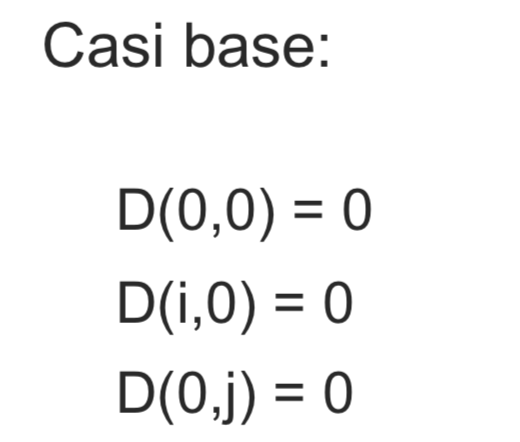 Casi base:
D(0,0) = 0
D(i,0) = 0
D(0,j) = 0